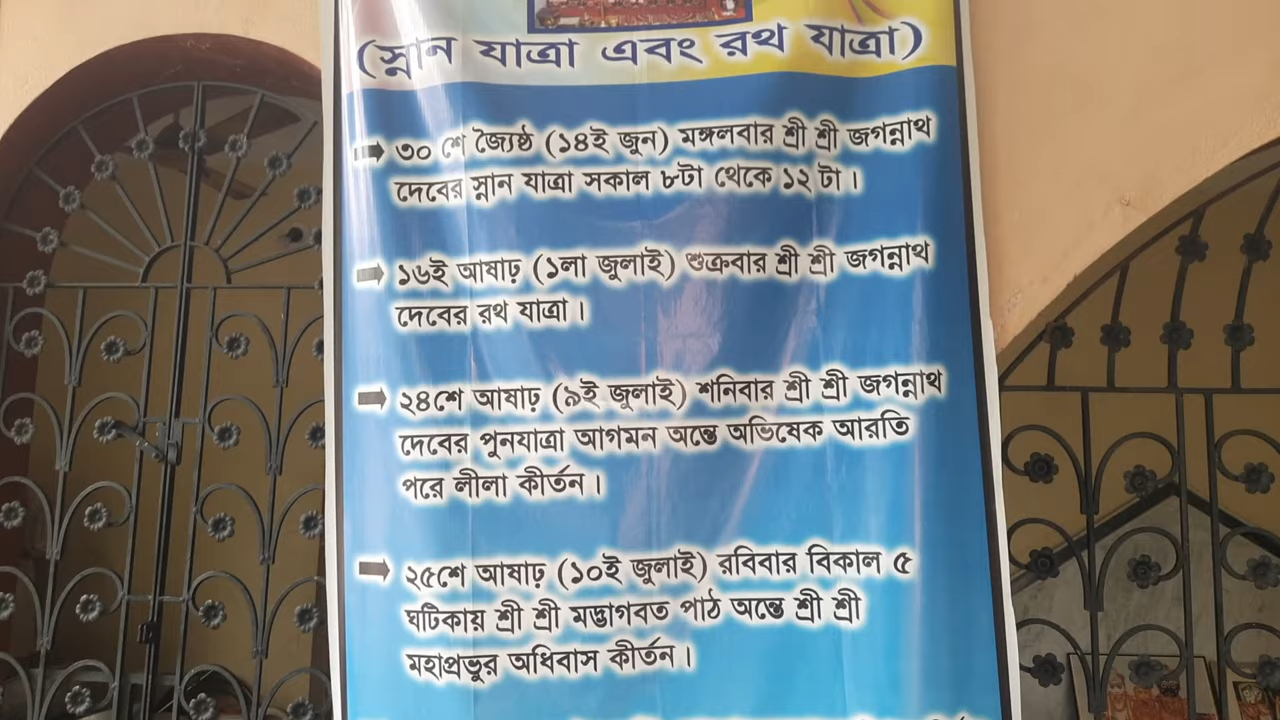 (স্নান যাত্রা এবং রথ যাত্রা)
৩০ শে জ্যৈষ্ঠ (১৪ই জুন) মঙ্গলবার শ্রী শ্রী জগন্নাথ
দেবের স্নান যাত্রা সকাল ৮টা থেকে ১২ টা।
১৬ই আষাঢ় (১লা জুলাই) শুক্রবার শ্রী শ্রী জগন্নাথ
দেবের রথ যাত্রা।
২৪শে আষাঢ় (৯ই জুলাই) শনিবার শ্রী শ্রী জগন্নাথ
দেবের পুনযাত্রা আগমন অন্তে অভিষেক আরতি
পরে লীলা কীর্তন।
২৫শে আষাঢ় (১০ই জুলাই) রবিবার বিকাল ৫
ঘটিকায় শ্রী শ্রী মদ্ভাগবত পাঠ অন্তে শ্রী শ্রী
মহাপ্রভুর অধিবাস কীর্তন।